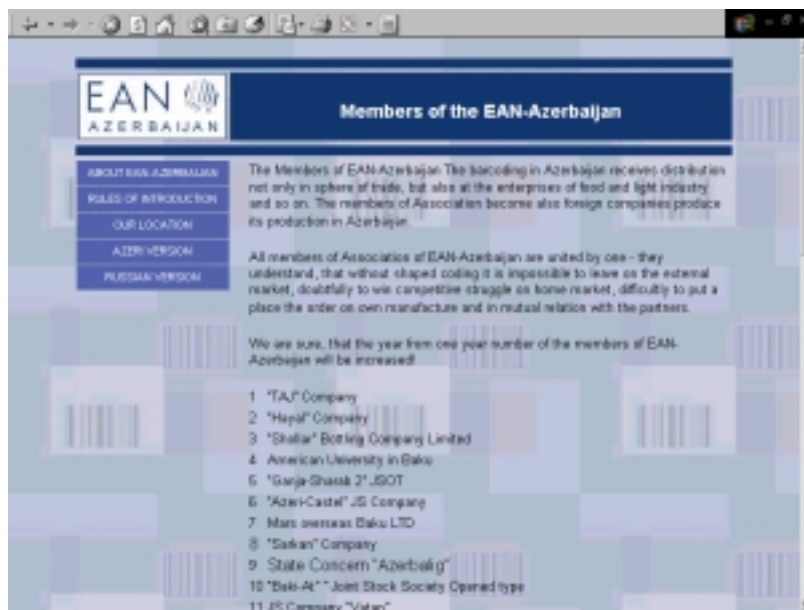 EAN
AZERBAIJAN
Members of the EAN-Azerbaijan
ABOUT EAN-AZERBAIJAN
RULES OF INTRODUCTION
OUR LOCATION
AZERI VERSION
RUSSIAN VERSION
The Members of EAN-Azerbaijan The barcoding in Azerbaijan receives distribution
not only in sphere of trade, but also at the enterprises of food and light industry
and so on. The members of Association become also foreign companies produce
its production in Azerbaijan.
All members of Association of EAN-Azerbaijan are united by one - they
understand, that without shaped coding it is impossible to leave on the external
market, doubtfully to win competitive struggle on home market, difficultly to put a
place the order on own manufacture and in mutual relation with the partners.
We are sure, that the year from one year number of the members of EAN-
Azerbaijan will be increased!
1 "TAJ" Company
2 "Hayal" Company
3 "Shollar" Bottling Company Limited
4 American University in Baku
5 "Ganja-Sharab 2" JSOT
6 "Azeri-Castel" JS Company
7 Mars overseas Baku LTD
8 "Sarkan" Company
9 State Concern "Azerbalig"
10 "Baki-At" " Joint Stock Society Opened type
11 JS Company "Vatan"